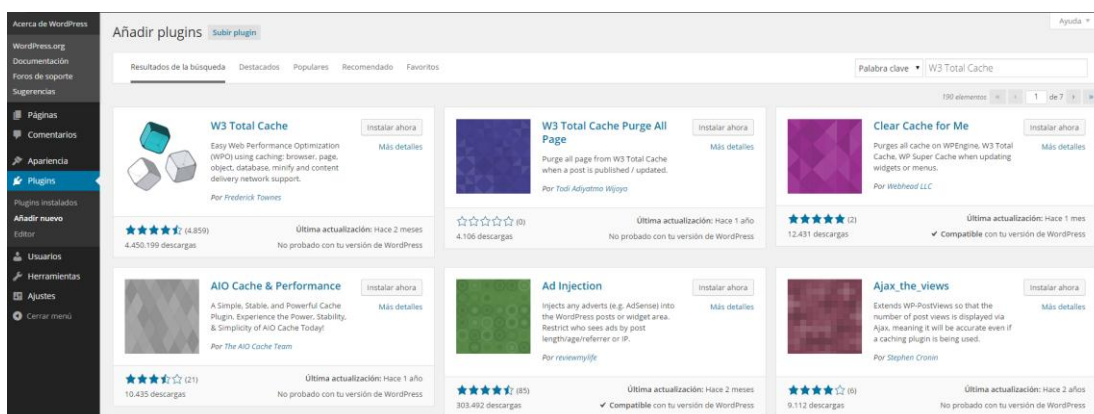 Acerca de WordPress
WordPress.org
Documentación
Foros de soporte
Sugerencias
Páginas
Comentarios
Apariencia
Plugins
Plugins instalados
Añadir nuevo
Editor
Usuarios
Herramientas
Ajustes
Cerrar menú
Ayuda
Añadir plugins Subir plugin
Resultados de la búsqueda Destacados Populares Recomendado Favoritos
Palabra clave W3 Total Cache
190 elementos « ‹ 1 de 7 › »
W3 Total Cache
Instalar ahora
Más detalles
Easy Web Performance Optimization
(WPO) using caching: browser, page,
object, database, minify and content
delivery network support.
Por Frederick Townes
(4.859)
4.450.199 descargas
Última actualización: Hace 2 meses
No probado con tu versión de WordPress
W3 Total Cache Purge All
Page
Instalar ahora
Más detalles
Purge all page from W3 Total Cache
when a post is published / updated.
Por Todi Adiyatmo Wijoyo
(0)
4.106 descargas
Última actualización: Hace 1 año
No probado con tu versión de WordPress
Clear Cache for Me
Instalar ahora
Más detalles
Purges all cache on WPEngine, W3 Total
Cache, WP Super Cache when updating
widgets or menus.
Por Webhead LLC
(2)
12.431 descargas
Última actualización: Hace 1 mes
✔ Compatible con tu versión de WordPress
AIO Cache & Performance
Instalar ahora
Más detalles
A Simple, Stable, and Powerful Cache
Plugin. Experience the Power, Stability,
& Simplicity of AIO Cache Today!
Por The AIO Cache Team
(21)
10.435 descargas
Última actualización: Hace 1 año
No probado con tu versión de WordPress
Ad Injection
Instalar ahora
Más detalles
Injects any adverts (e.g. AdSense) into
the WordPress posts or widget area.
Restrict who sees ads by post
length/age/referrer or IP.
Por reviewmylife
(85)
303.492 descargas
Última actualización: Hace 2 meses
✔ Compatible con tu versión de WordPress
Ajax_the_views
Instalar ahora
Más detalles
Extends WP-PostViews so that the
number of post views is displayed via
Ajax, meaning it will be accurate even if
a caching plugin is being used.
Por Stephen Cronin
(6)
9.112 descargas
Última actualización: Hace 2 años
No probado con tu versión de WordPress